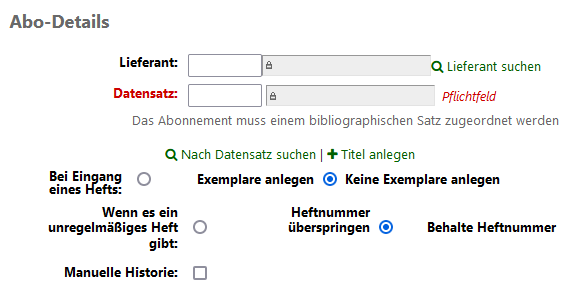 Abo-Details
Lieferant: Lieferant suchen
Datensatz: Pflichtfeld
Das Abonnement muss einem bibliographischen Satz zugeordnet werden
Nach Datensatz suchen | Titel anlegen
Bei Eingang
eines Hefts: Exemplare anlegen Keine Exemplare anlegen
Wenn es ein
unregelmäßiges Heft
gibt: Heftnummer
überspringen Behalte Heftnummer
Manuelle Historie: